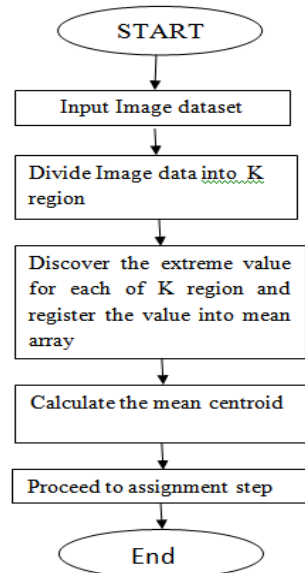 START
Input Image dataset
Divide Image data into K
region
Discover the extreme value
for each of K region and
register the value into mean
array
Calculate the mean centroid
Proceed to assignment step
End